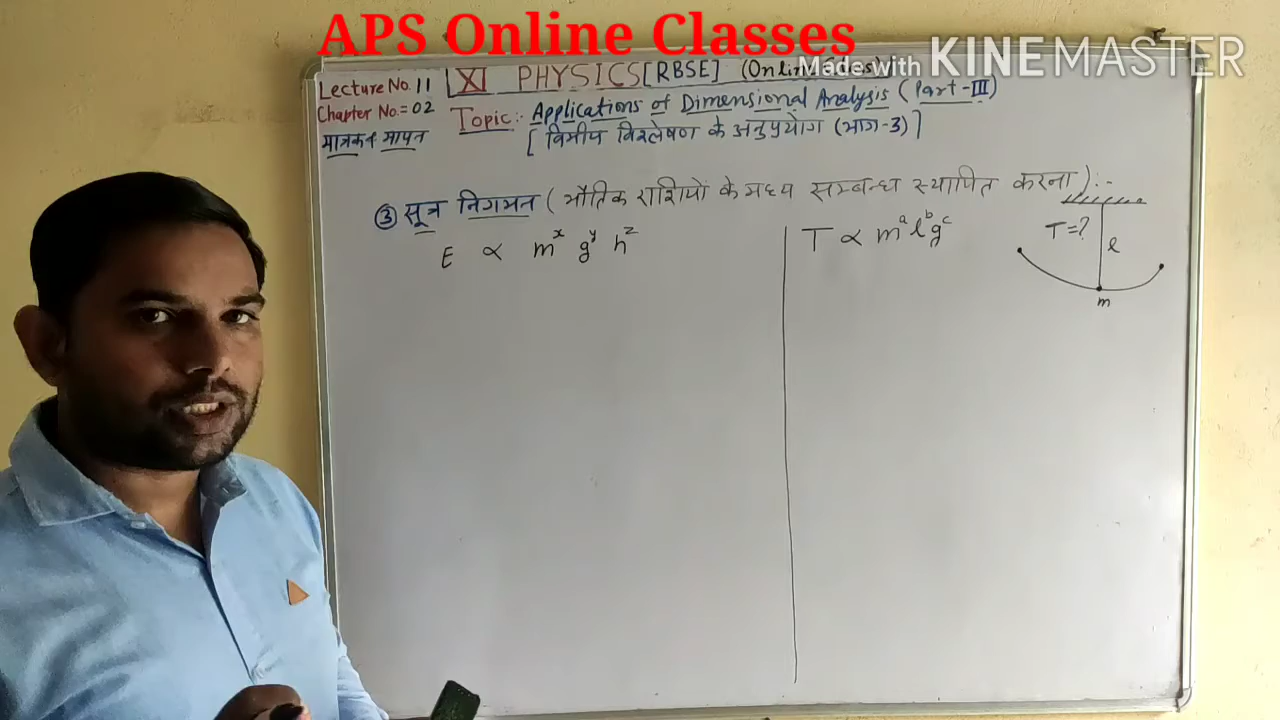 APS Online Classes
Made with KINEMASTER
Lecture No. 11
XI PHYSICS [RBSE] (Online
Chapter No. = 02
Topic:- Applications of Dimensional Analysis (Part-III)
मात्रक व मापन
[ विमीय विश्लेषण के अनुप्रयोग (भाग-3) ]
③ सूत्र निगमन ( भौतिक राशियों के मध्य सम्बन्ध स्थापित करना ) :-
E ∝ m^x g^y h^z
T ∝ m^a l^b g^c
T=?
l
m